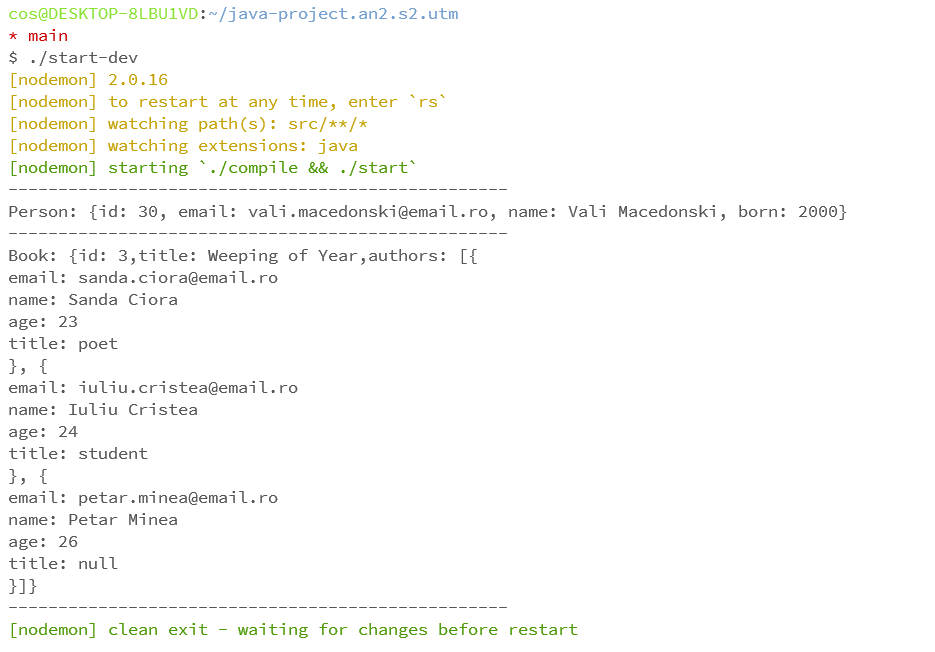 cos@DESKTOP-8LBU1VD:~/java-project.an2.s2.utm
* main
$ ./start-dev
[nodemon] 2.0.16
[nodemon] to restart at any time, enter `rs`
[nodemon] watching path(s): src/**/*
[nodemon] watching extensions: java
[nodemon] starting `./compile && ./start`
--------------------------------------------------
Person: {id: 30, email: vali.macedonski@email.ro, name: Vali Macedonski, born: 2000}
--------------------------------------------------
Book: {id: 3,title: Weeping of Year,authors: [{
email: sanda.ciora@email.ro
name: Sanda Ciora
age: 23
title: poet
}, {
email: iuliu.cristea@email.ro
name: Iuliu Cristea
age: 24
title: student
}, {
email: petar.minea@email.ro
name: Petar Minea
age: 26
title: null
}]}
--------------------------------------------------
[nodemon] clean exit - waiting for changes before restart